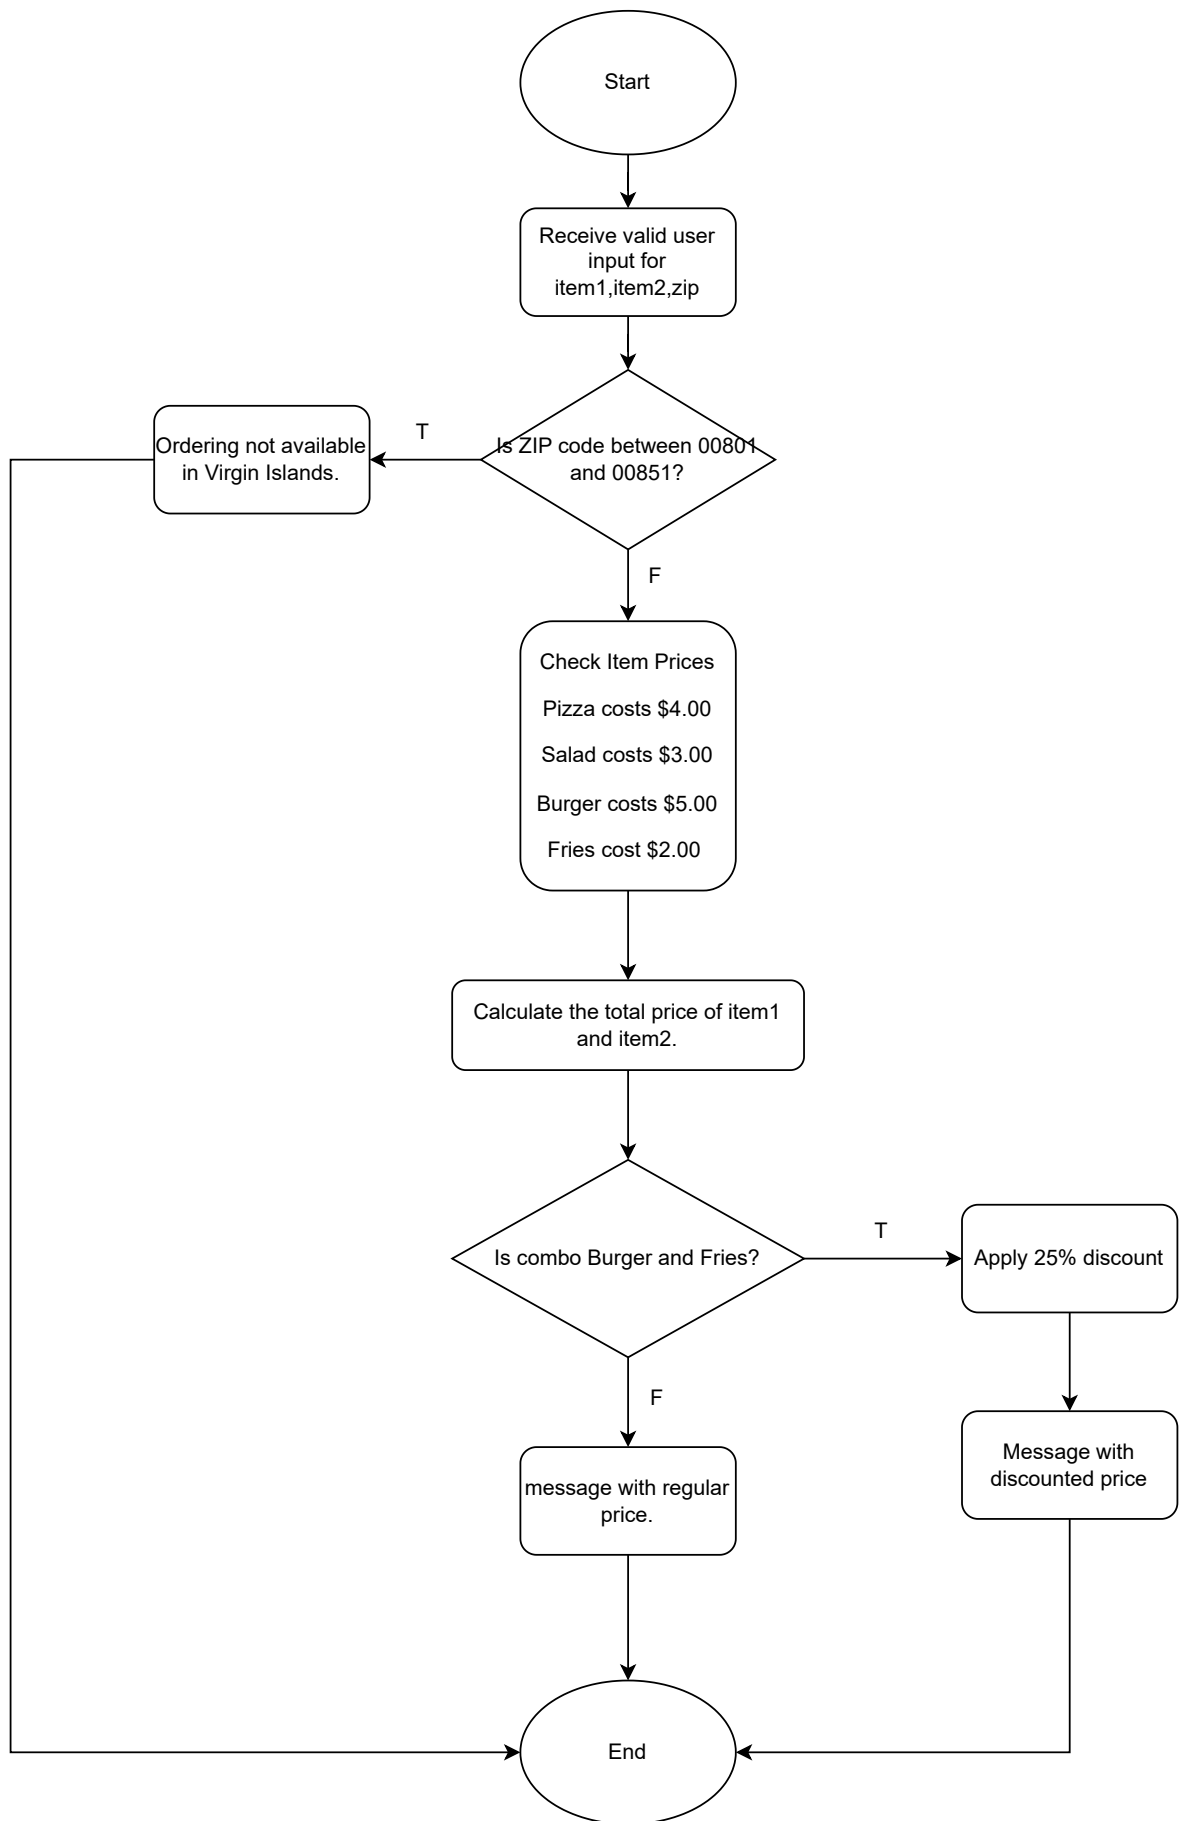 Start
Receive valid user
input for
item1,item2,zip
Is ZIP code between 00801
and 00851?
T
Ordering not available
in Virgin Islands.
F
Check Item Prices
Pizza costs $4.00
Salad costs $3.00
Burger costs $5.00
Fries cost $2.00
Calculate the total price of item1
and item2.
Is combo Burger and Fries?
T
Apply 25% discount
F
message with regular
price.
Message with
discounted price
End